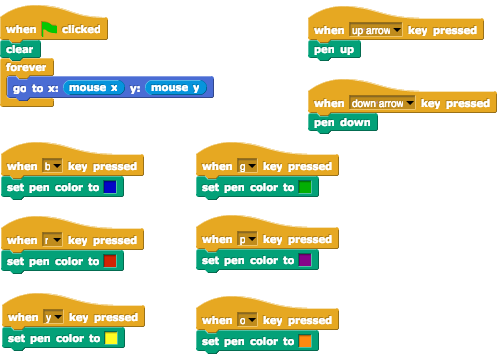 when clicked
clear
forever
go to x: mouse x y: mouse y
when up arrow key pressed
pen up
when down arrow key pressed
pen down
when b key pressed
set pen color to
when g key pressed
set pen color to
when r key pressed
set pen color to
when p key pressed
set pen color to
when y key pressed
set pen color to
when o key pressed
set pen color to